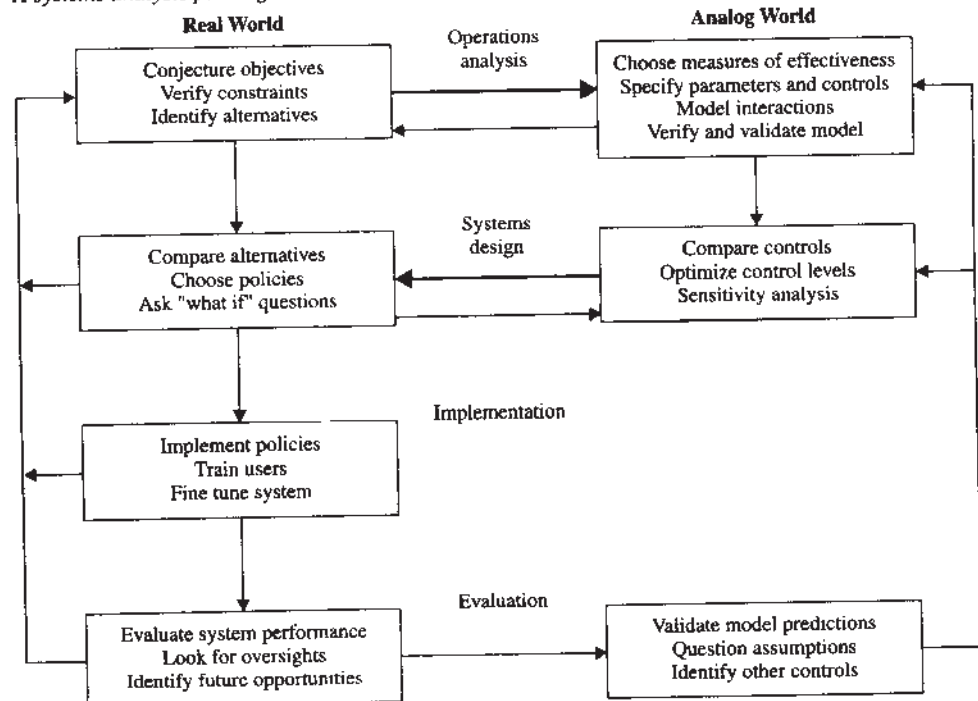 Real World
Analog World
Operations
analysis
Conjecture objectives
Verify constraints
Identify alternatives
Choose measures of effectiveness
Specify parameters and controls
Model interactions
Verify and validate model
Systems
design
Compare alternatives
Choose policies
Ask "what if" questions
Compare controls
Optimize control levels
Sensitivity analysis
Implementation
Implement policies
Train users
Fine tune system
Evaluation
Evaluate system performance
Look for oversights
Identify future opportunities
Validate model predictions
Question assumptions
Identify other controls